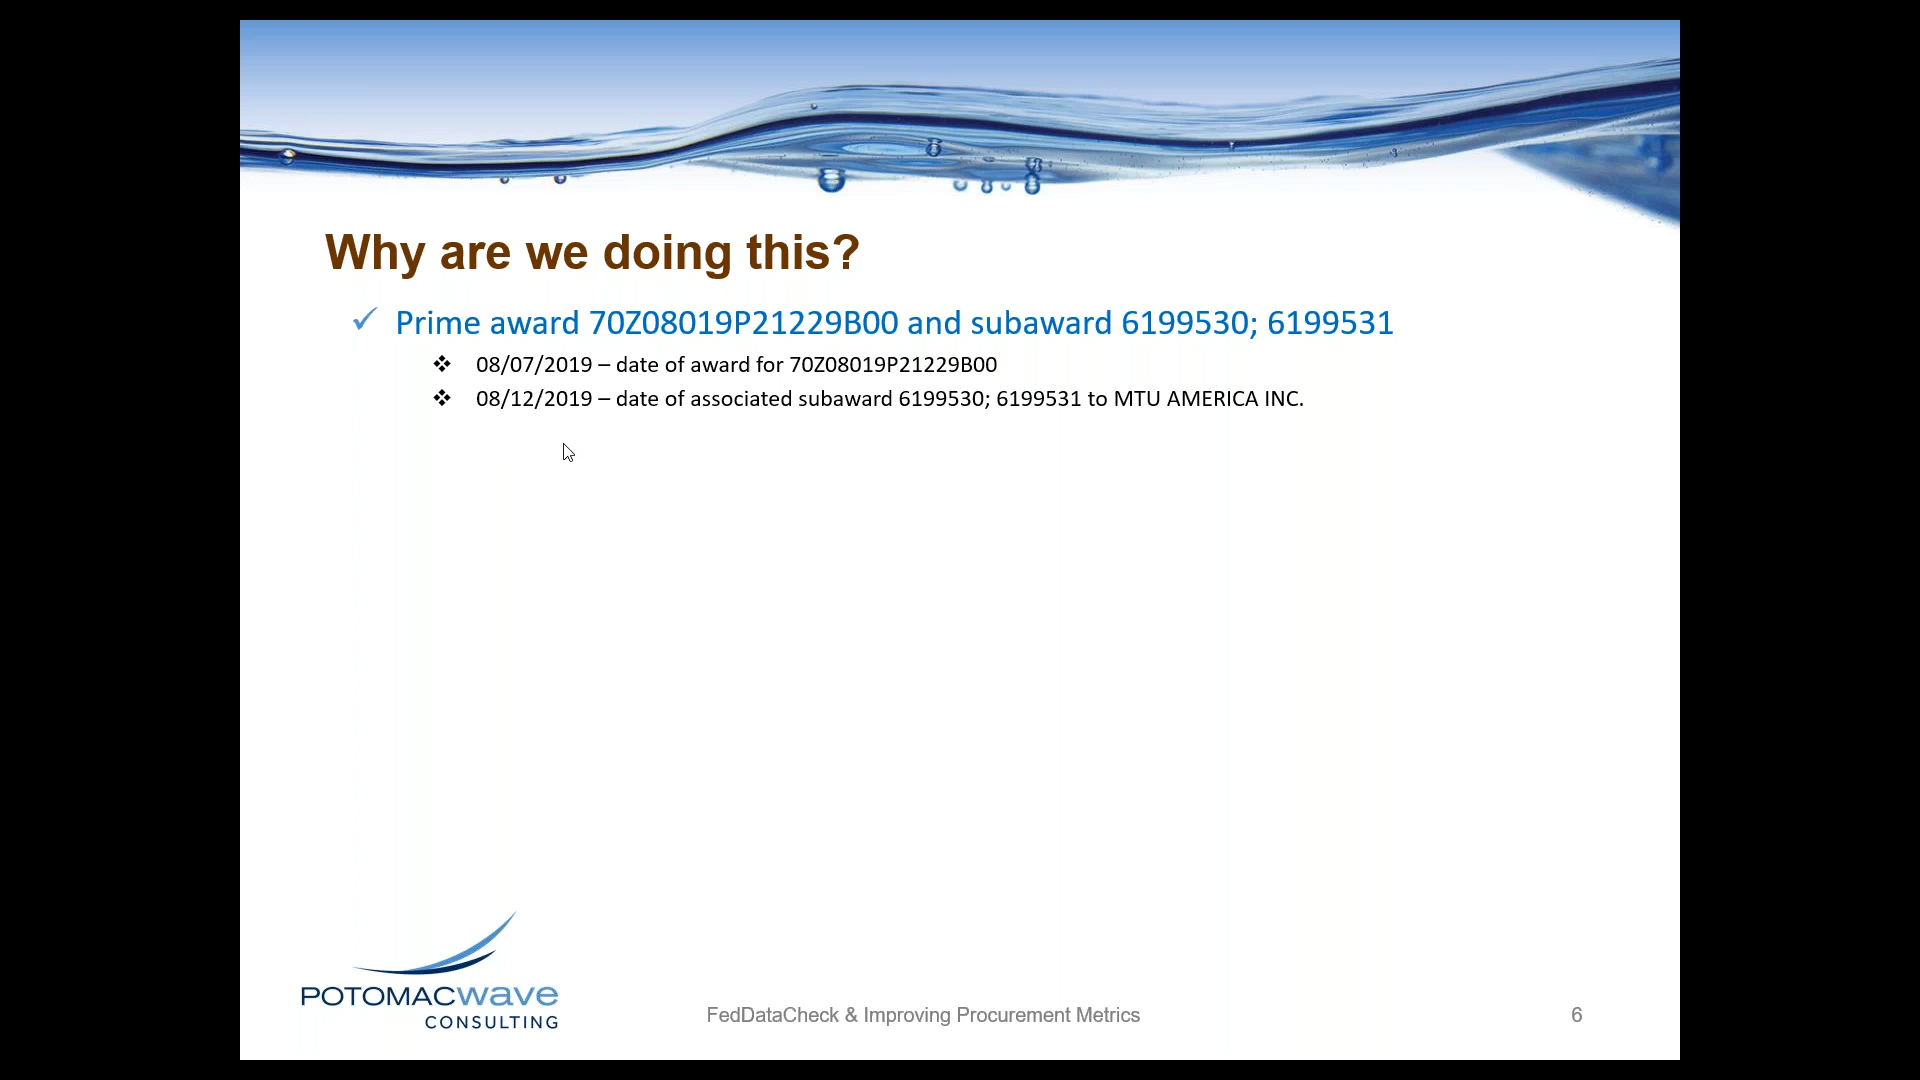 Why are we doing this?
✓ Prime award 70Z08019P21229B00 and subaward 6199530; 6199531
❖ 08/07/2019 – date of award for 70Z08019P21229B00
❖ 08/12/2019 – date of associated subaward 6199530; 6199531 to MTU AMERICA INC.
POTOMACwave
CONSULTING
FedDataCheck & Improving Procurement Metrics
6